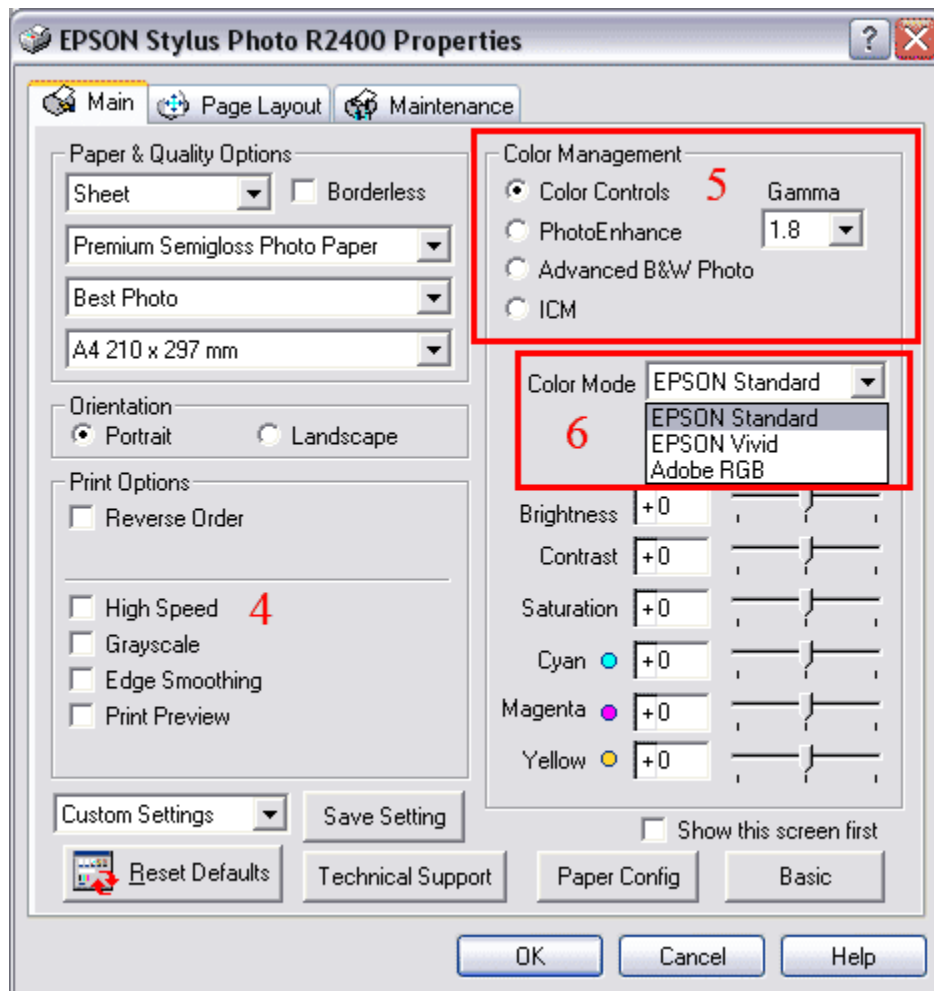 EPSON Stylus Photo R2400 Properties
?
Main
Page Layout
Maintenance
Paper & Quality Options
Sheet
Borderless
Premium Semigloss Photo Paper
Best Photo
A4 210 x 297 mm
Orientation
Portrait
Landscape
Print Options
Reverse Order
High Speed
4
Grayscale
Edge Smoothing
Print Preview
Custom Settings
Save Setting
Reset Defaults
Technical Support
Color Management
Color Controls
5
Gamma
PhotoEnhance
1.8
Advanced B&W Photo
ICM
Color Mode
EPSON Standard
6
EPSON Standard
EPSON Vivid
Adobe RGB
Brightness +0
Contrast +0
Saturation +0
Cyan +0
Magenta +0
Yellow +0
Show this screen first
Paper Config
Basic
OK
Cancel
Help